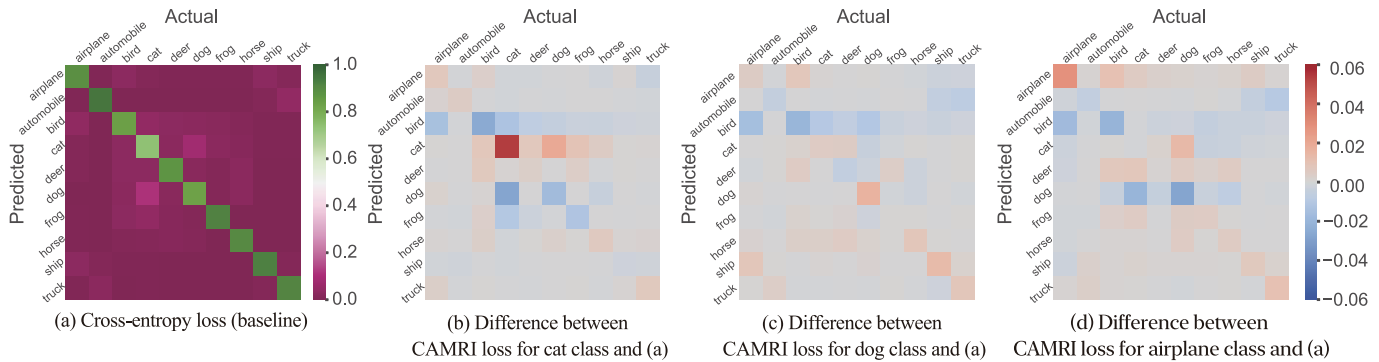 Actual
airplane
automobile
bird
cat
deer
dog
frog
horse
ship
truck
Predicted
airplane
automobile
bird
cat
deer
dog
frog
horse
ship
truck
1.0
0.8
0.6
0.4
0.2
0.0
(a) Cross-entropy loss (baseline)
Actual
airplane
automobile
bird
cat
deer
dog
frog
horse
ship
truck
Predicted
airplane
automobile
bird
cat
deer
dog
frog
horse
ship
truck
(b) Difference between
CAMRI loss for cat class and (a)
Actual
airplane
automobile
bird
cat
deer
dog
frog
horse
ship
truck
Predicted
airplane
automobile
bird
cat
deer
dog
frog
horse
ship
truck
(c) Difference between
CAMRI loss for dog class and (a)
Actual
airplane
automobile
bird
cat
deer
dog
frog
horse
ship
truck
Predicted
airplane
automobile
bird
cat
deer
dog
frog
horse
ship
truck
0.06
0.04
0.02
0.00
−0.02
−0.04
−0.06
(d) Difference between
CAMRI loss for airplane class and (a)